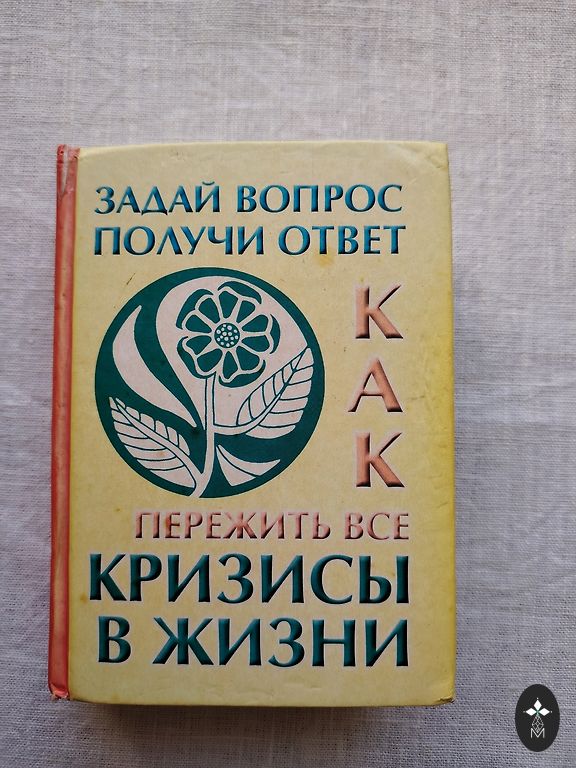 ЗАДАЙ ВОПРОС
ПОЛУЧИ ОТВЕТ
КАК
ПЕРЕЖИТЬ ВСЕ
КРИЗИСЫ
В ЖИЗНИ
М